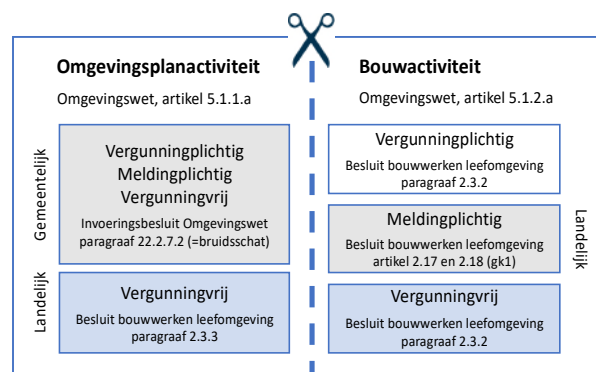 Omgevingsplanactiviteit
Omgevingswet, artikel 5.1.1.a
Gemeentelijk
Vergunningplichtig
Meldingplichtig
Vergunningvrij
Invoeringsbesluit Omgevingswet
paragraaf 22.2.7.2 (=bruidsschat)
Landelijk
Vergunningvrij
Besluit bouwwerken leefomgeving
paragraaf 2.3.3
Bouwactiviteit
Omgevingswet, artikel 5.1.2.a
Vergunningplichtig
Besluit bouwwerken leefomgeving
paragraaf 2.3.2
Meldingplichtig
Besluit bouwwerken leefomgeving
artikel 2.17 en 2.18 (gk1)
Landelijk
Vergunningvrij
Besluit bouwwerken leefomgeving
paragraaf 2.3.2